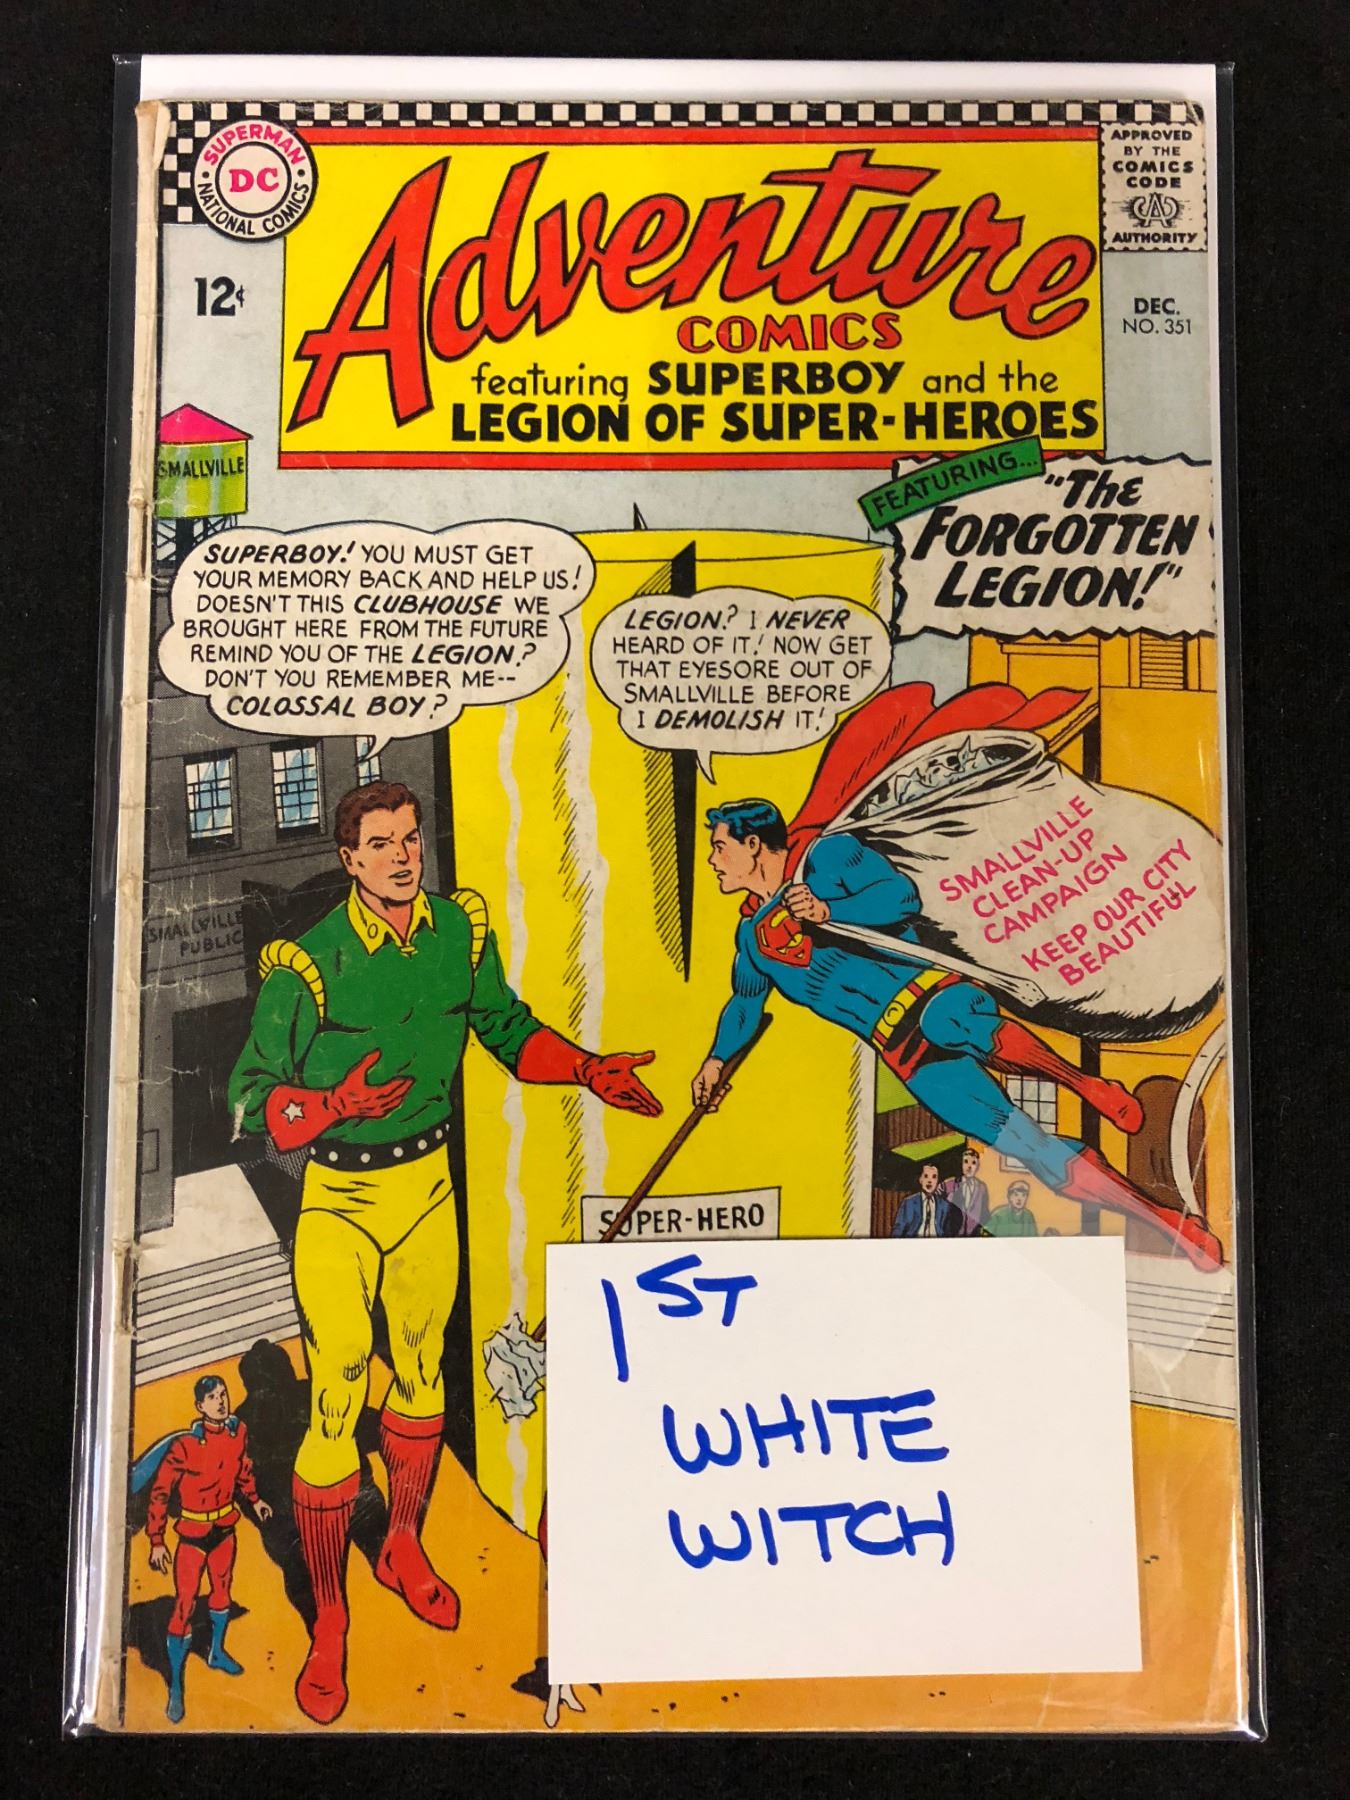 SUPERMAN
DC
NATIONAL COMICS
APPROVED
BY THE
COMICS
CODE
CA
AUTHORITY
12¢
Adventure
COMICS
DEC.
NO. 351
featuring SUPERBOY and the
LEGION OF SUPER-HEROES
SMALLVILLE
FEATURING...
"The
FORGOTTEN
LEGION!"
SUPERBOY! YOU MUST GET
YOUR MEMORY BACK AND HELP US!
DOESN'T THIS CLUBHOUSE WE
BROUGHT HERE FROM THE FUTURE
REMIND YOU OF THE LEGION?
DON'T YOU REMEMBER ME--
COLOSSAL BOY?
LEGION? I NEVER
HEARD OF IT! NOW GET
THAT EYESORE OUT OF
SMALLVILLE BEFORE
I DEMOLISH IT!
SMALLVILLE
CLEAN-UP
CAMPAIGN
KEEP OUR CITY
BEAUTIFUL
SMALLVILLE
PUBLIC
S
SUPER-HERO
1ST
WHITE
WITCH